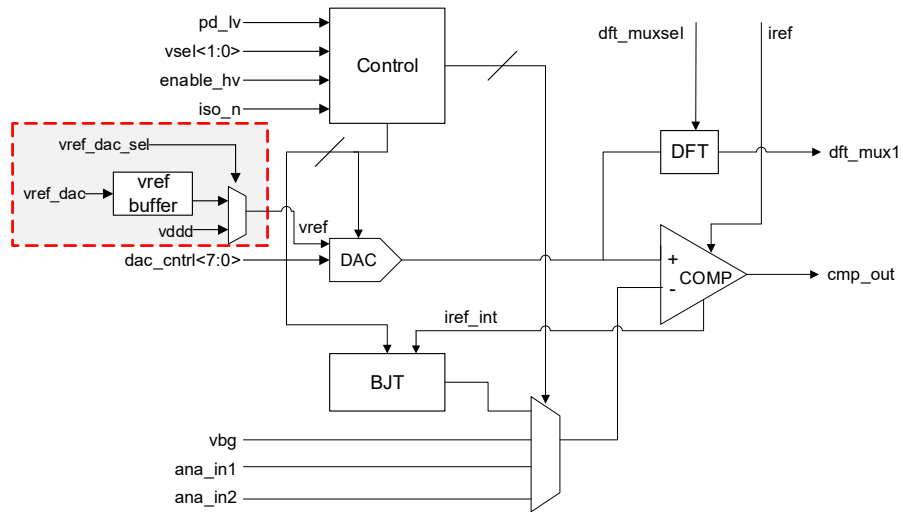 pd_lv
vsel<1:0>
enable_hv
iso_n
Control
dft_muxsel
iref
vref_dac_sel
vref_dac
vref
buffer
vddd
vref
dac_cntrl<7:0>
DAC
DFT
dft_mux1
+
-
COMP
cmp_out
iref_int
BJT
vbg
ana_in1
ana_in2